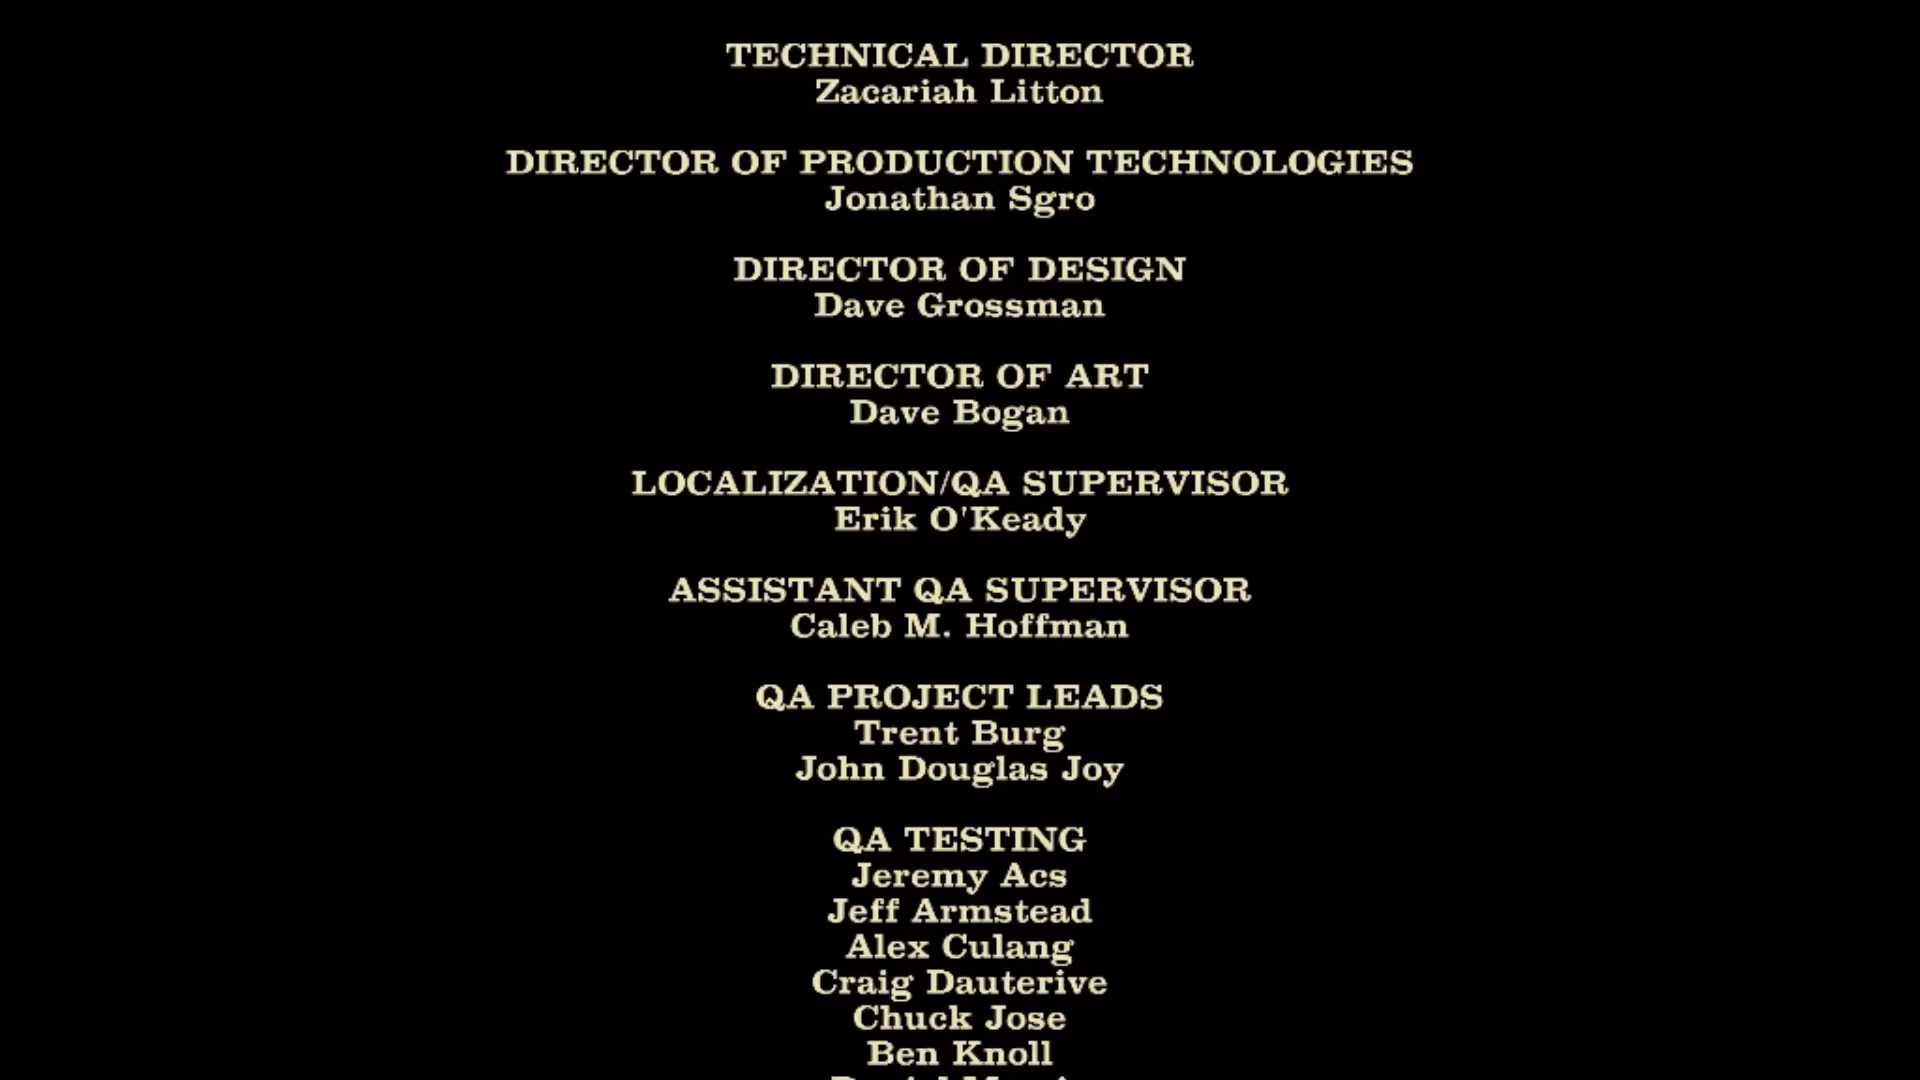 TECHNICAL DIRECTOR
Zacariah Litton
DIRECTOR OF PRODUCTION TECHNOLOGIES
Jonathan Sgro
DIRECTOR OF DESIGN
Dave Grossman
DIRECTOR OF ART
Dave Bogan
LOCALIZATION/QA SUPERVISOR
Erik O'Keady
ASSISTANT QA SUPERVISOR
Caleb M. Hoffman
QA PROJECT LEADS
Trent Burg
John Douglas Joy
QA TESTING
Jeremy Acs
Jeff Armstead
Alex Culang
Craig Dauterive
Chuck Jose
Ben Knoll